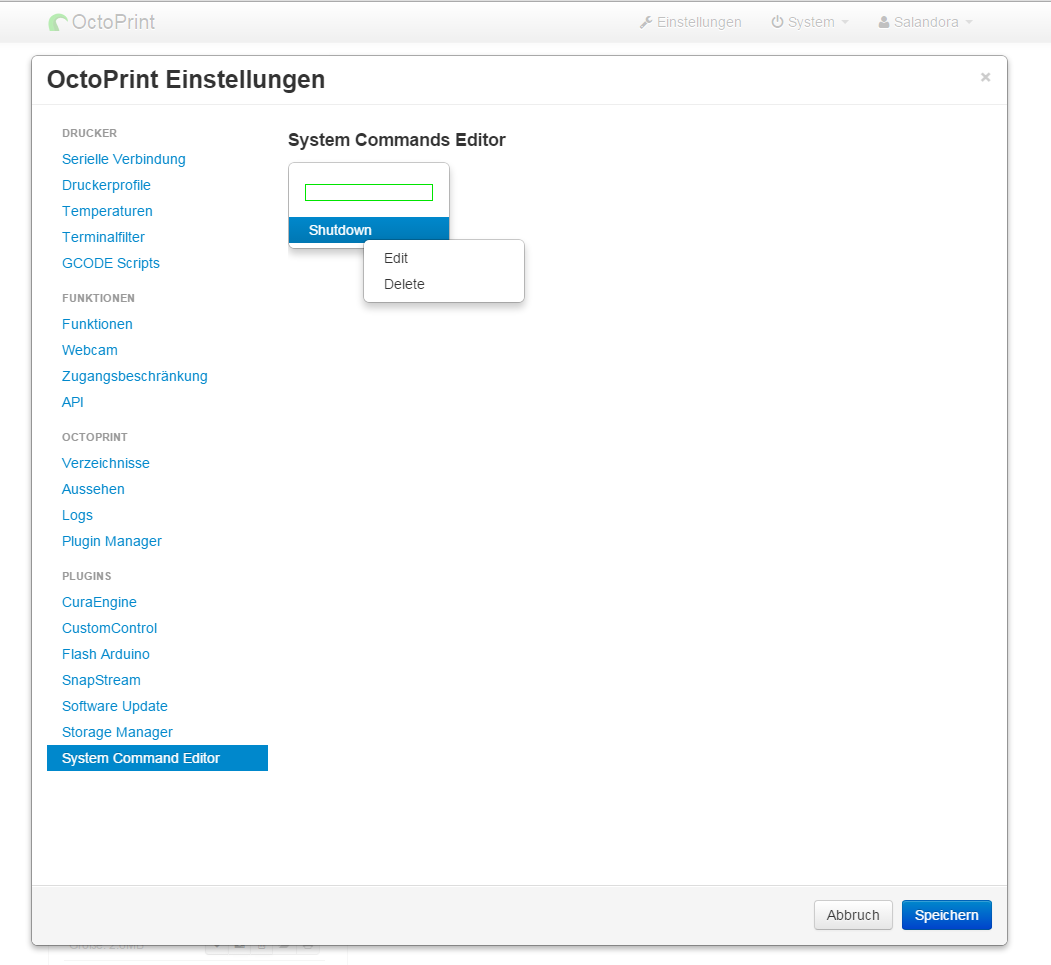 OctoPrint
Einstellungen
System
Salandora
OctoPrint Einstellungen
×
DRUCKER
Serielle Verbindung
Druckerprofile
Temperaturen
Terminalfilter
GCODE Scripts
FUNKTIONEN
Funktionen
Webcam
Zugangsbeschränkung
API
OCTOPRINT
Verzeichnisse
Aussehen
Logs
Plugin Manager
PLUGINS
CuraEngine
CustomControl
Flash Arduino
SnapStream
Software Update
Storage Manager
System Command Editor
System Commands Editor
Shutdown
Edit
Delete
Abbruch
Speichern